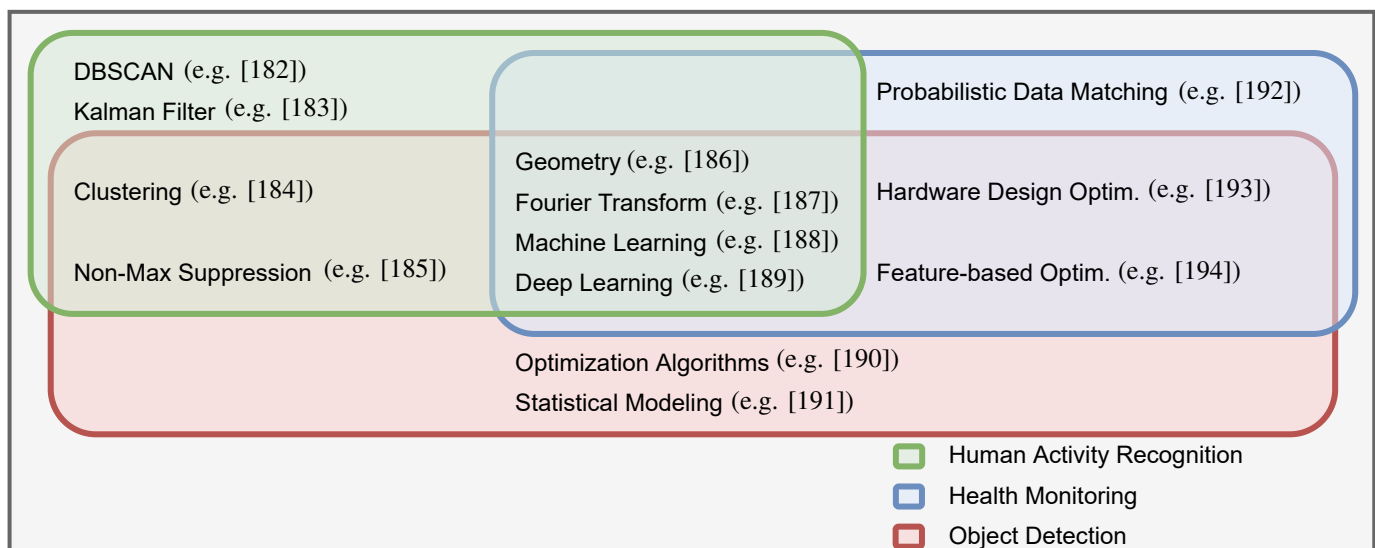 DBSCAN (e.g. [182])
Kalman Filter (e.g. [183])
Clustering (e.g. [184])
Non-Max Suppression (e.g. [185])
Geometry (e.g. [186])
Fourier Transform (e.g. [187])
Machine Learning (e.g. [188])
Deep Learning (e.g. [189])
Probabilistic Data Matching (e.g. [192])
Hardware Design Optim. (e.g. [193])
Feature-based Optim. (e.g. [194])
Optimization Algorithms (e.g. [190])
Statistical Modeling (e.g. [191])
Human Activity Recognition
Health Monitoring
Object Detection